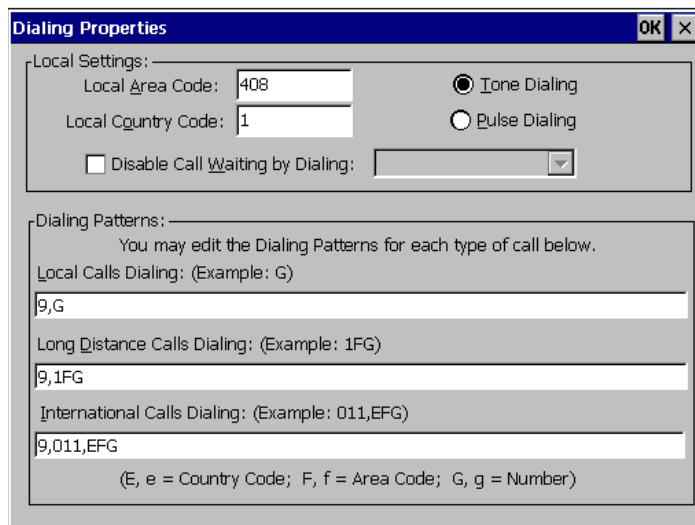 Dialing Properties OK ×
Local Settings:
Local Area Code: 408 Tone Dialing
Local Country Code: 1 Pulse Dialing
Disable Call Waiting by Dialing:
Dialing Patterns:
You may edit the Dialing Patterns for each type of call below.
Local Calls Dialing: (Example: G)
9,G
Long Distance Calls Dialing: (Example: 1FG)
9,1FG
International Calls Dialing: (Example: 011,EFG)
9,011,EFG
(E, e = Country Code; F, f = Area Code; G, g = Number)